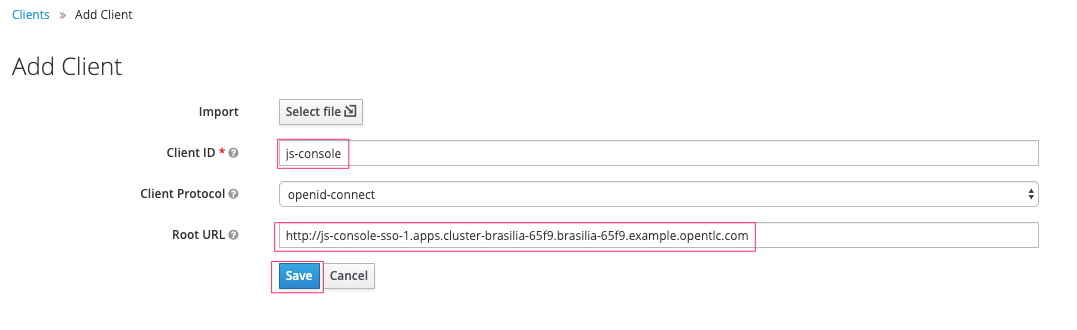 Clients » Add Client
Add Client
Import Select file
Client ID * js-console
Client Protocol openid-connect
Root URL http://js-console-sso-1.apps.cluster-brasilia-65f9.brasilia-65f9.example.opentlc.com
Save Cancel